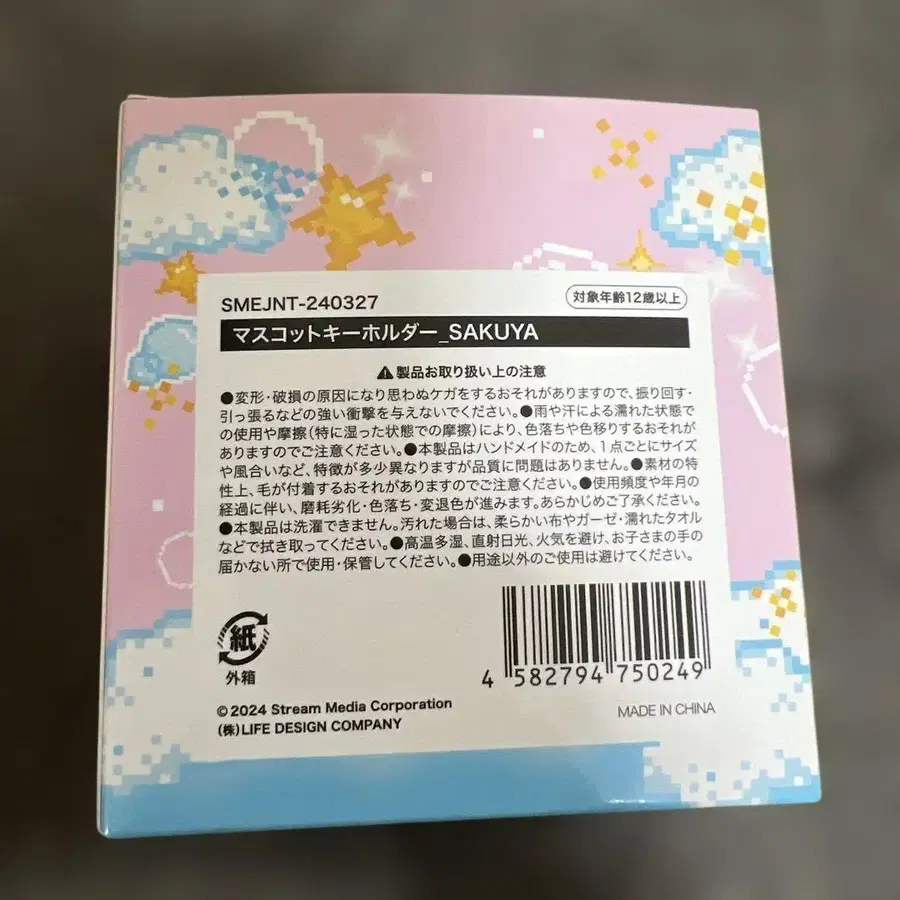 SMEJNT-240327
対象年齢12歳以上
マスコットキーホルダー_SAKUYA
⚠製品お取り扱い上の注意
●変形・破損の原因になり思わぬケガをするおそれがありますので、振り回す・
引っ張るなどの強い衝撃を与えないでください。●雨や汗による濡れた状態で
の使用や摩擦(特に湿った状態での摩擦)により、色落ちや色移りするおそれが
ありますのでご注意ください。●本製品はハンドメイドのため、1点ごとにサイズ
や風合いなど、特徴が多少異なりますが品質に問題はありません。●素材の特
性上、毛が付着するおそれがありますのでご注意ください。●使用頻度や年月の
経過に伴い、磨耗劣化・色落ち・変退色が進みます。あらかじめご了承ください。
●本製品は洗濯できません。汚れた場合は、柔らかい布やガーゼ・濡れたタオル
などで拭き取ってください。●高温多湿、直射日光、火気を避け、お子さまの手の
届かない所で使用・保管してください。●用途以外のご使用は避けてください。
紙
外箱
4 582794 750249
©2024 Stream Media Corporation
(株)LIFE DESIGN COMPANY
MADE IN CHINA